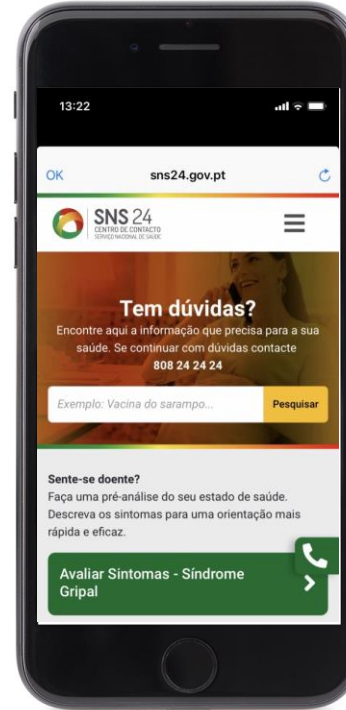 13:22
OK
sns24.gov.pt
SNS 24
CENTRO DE CONTACTO
SERVIÇO NACIONAL DE SAÚDE
Tem dúvidas?
Encontre aqui a informação que precisa para a sua
saúde. Se continuar com dúvidas contacte
808 24 24 24
Exemplo: Vacina do sarampo...
Pesquisar
Sente-se doente?
Faça uma pré-análise do seu estado de saúde.
Descreva os sintomas para uma orientação mais
rápida e eficaz.
Avaliar Sintomas - Síndrome
Gripal